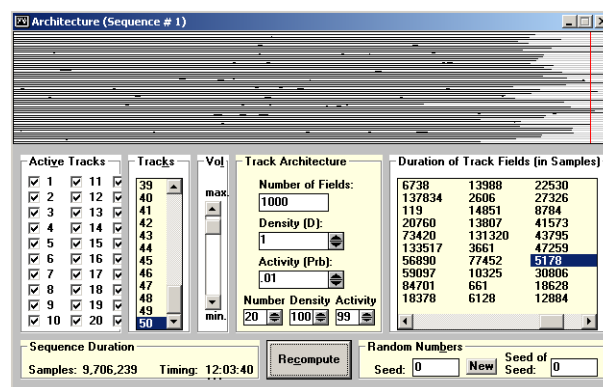 Architecture (Sequence # 1)
Active Tracks
1 11
2 12
3 13
4 14
5 15
6 16
7 17
8 18
9 19
10 20
Tracks
39
40
41
42
43
44
45
46
47
48
49
50
Vol
max.
min.
Track Architecture
Number of Fields:
1000
Density (D):
1
Activity (Prb):
.01
Number Density Activity
20 100 99
Duration of Track Fields (in Samples)
6738 13988 22530
137834 2606 27326
119 14851 8784
20760 13807 41573
73420 131320 43795
133517 3661 47259
56890 77452 5178
59097 10325 30806
84701 661 18628
18378 6128 12884
Sequence Duration
Samples: 9,706,239 Timing: 12:03:40
Recompute
Random Numbers
Seed: 0 New Seed of Seed: 0